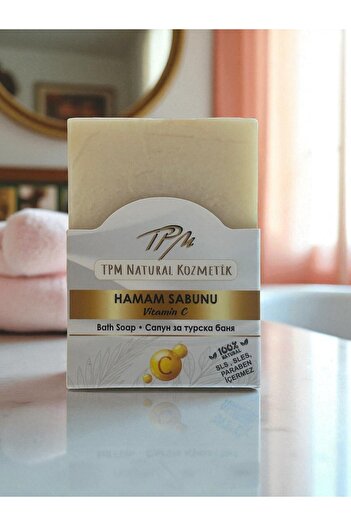 TPM
TPM NATURAL KOZMETİK
HAMAM SABUNU
Vitamin C
Bath Soap • Сапун за турска баня
C
100%
NATURAL
SLS, SLES,
PARABEN
İÇERMEZ